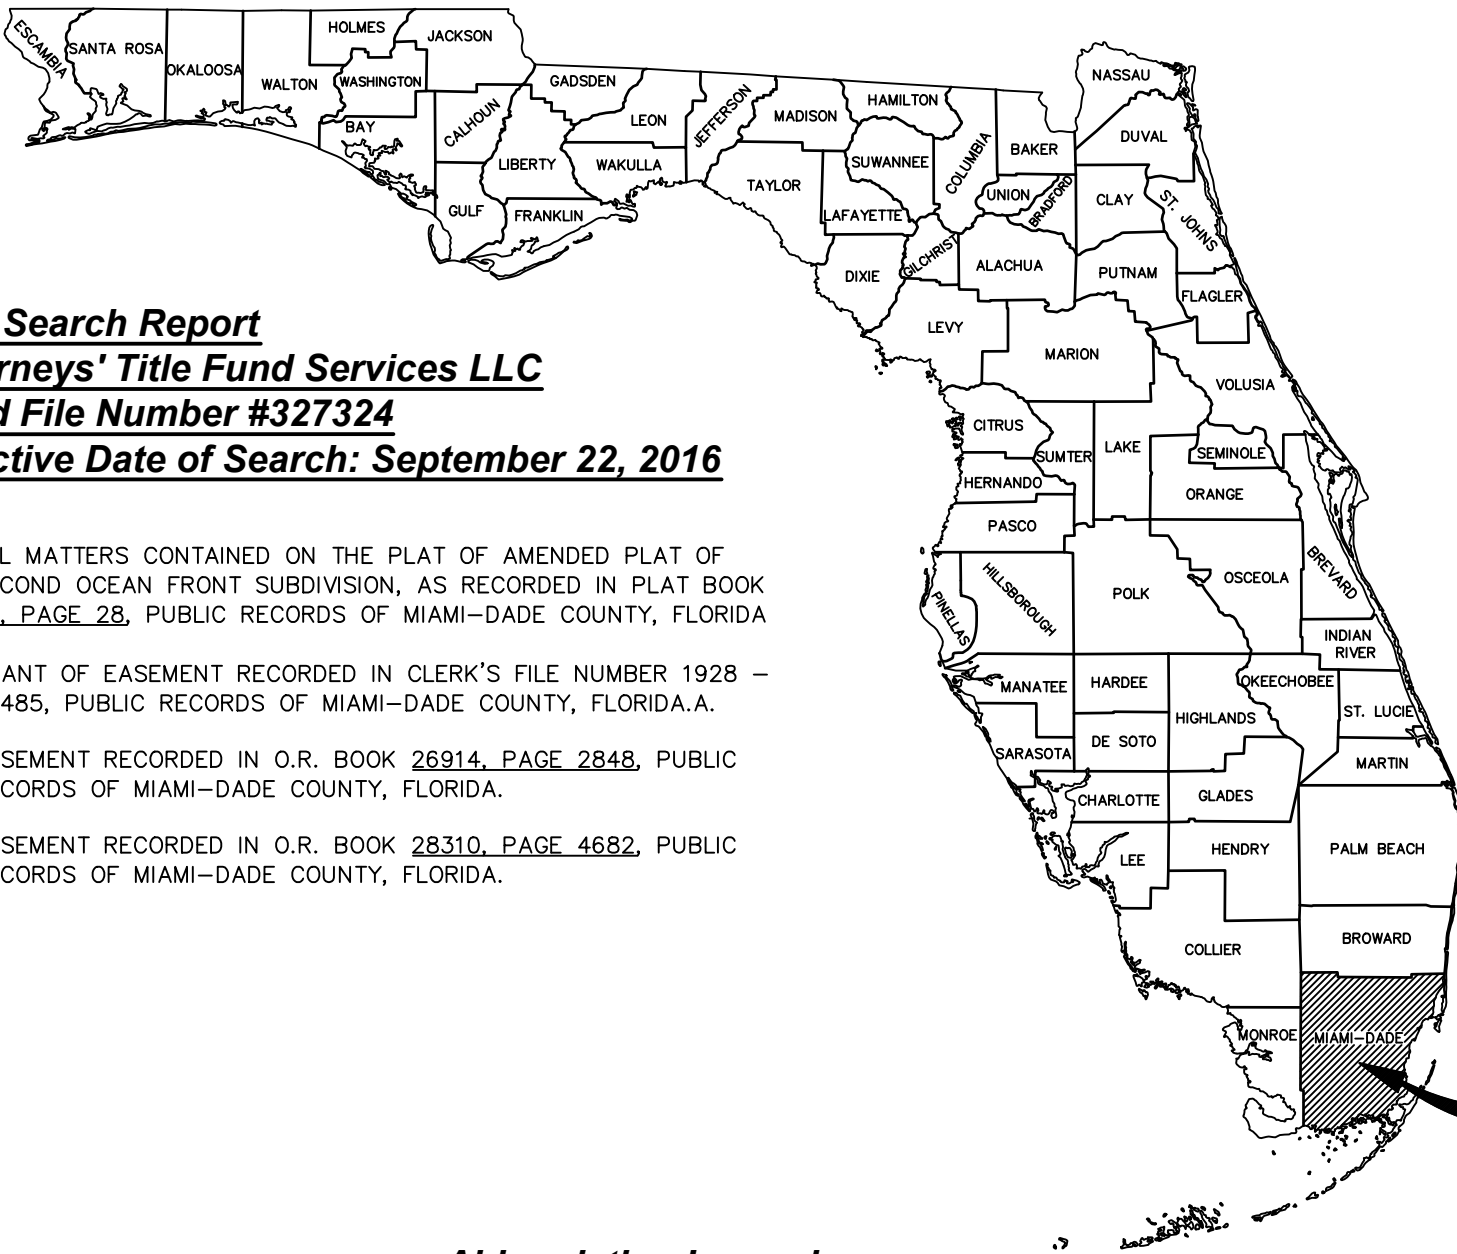 Search Report
rneys' Title Fund Services LLC
d File Number #327324
ctive Date of Search: September 22, 2016
L MATTERS CONTAINED ON THE PLAT OF AMENDED PLAT OF
COND OCEAN FRONT SUBDIVISION, AS RECORDED IN PLAT BOOK
, PAGE 28, PUBLIC RECORDS OF MIAMI-DADE COUNTY, FLORIDA
ANT OF EASEMENT RECORDED IN CLERK'S FILE NUMBER 1928 –
485, PUBLIC RECORDS OF MIAMI-DADE COUNTY, FLORIDA.A.
SEMENT RECORDED IN O.R. BOOK 26914, PAGE 2848, PUBLIC
CORDS OF MIAMI-DADE COUNTY, FLORIDA.
SEMENT RECORDED IN O.R. BOOK 28310, PAGE 4682, PUBLIC
CORDS OF MIAMI-DADE COUNTY, FLORIDA.
ESCAMBIA
SANTA ROSA
OKALOOSA
WALTON
HOLMES
WASHINGTON
JACKSON
BAY
CALHOUN
GULF
LIBERTY
GADSDEN
FRANKLIN
LEON
WAKULLA
JEFFERSON
MADISON
TAYLOR
HAMILTON
SUWANNEE
LAFAYETTE
DIXIE
COLUMBIA
GILCHRIST
BAKER
UNION
BRADFORD
ALACHUA
NASSAU
DUVAL
CLAY
ST. JOHNS
PUTNAM
FLAGLER
LEVY
MARION
VOLUSIA
CITRUS
SUMTER
LAKE
SEMINOLE
HERNANDO
ORANGE
PASCO
PINELLAS
HILLSBOROUGH
POLK
OSCEOLA
BREVARD
INDIAN
RIVER
MANATEE
HARDEE
OKEECHOBEE
ST. LUCIE
HIGHLANDS
SARASOTA
DE SOTO
MARTIN
CHARLOTTE
GLADES
LEE
HENDRY
PALM BEACH
COLLIER
BROWARD
MONROE
MIAMI-DADE